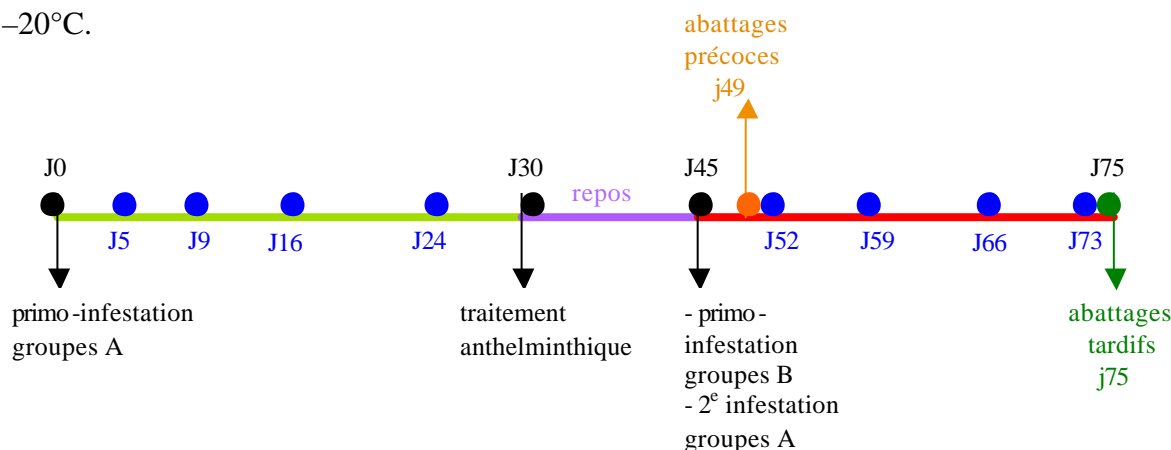 –20°C.
abattages
précoces
j49
J0
J30
J45
J75
repos
J5
J9
J16
J24
J52
J59
J66
J73
primo-infestation
groupes A
traitement
anthelminthique
- primo-
infestation
groupes B
- 2e infestation
groupes A
abattages
tardifs
j75